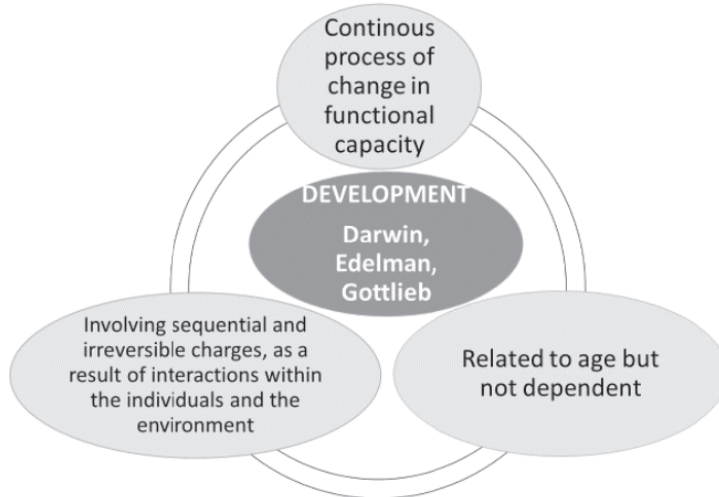 Continous
process of
change in
functional
capacity
DEVELOPMENT
Darwin,
Edelman,
Gottlieb
Involving sequential and
irreversible charges, as a
result of interactions within
the individuals and the
environment
Related to age but
not dependent